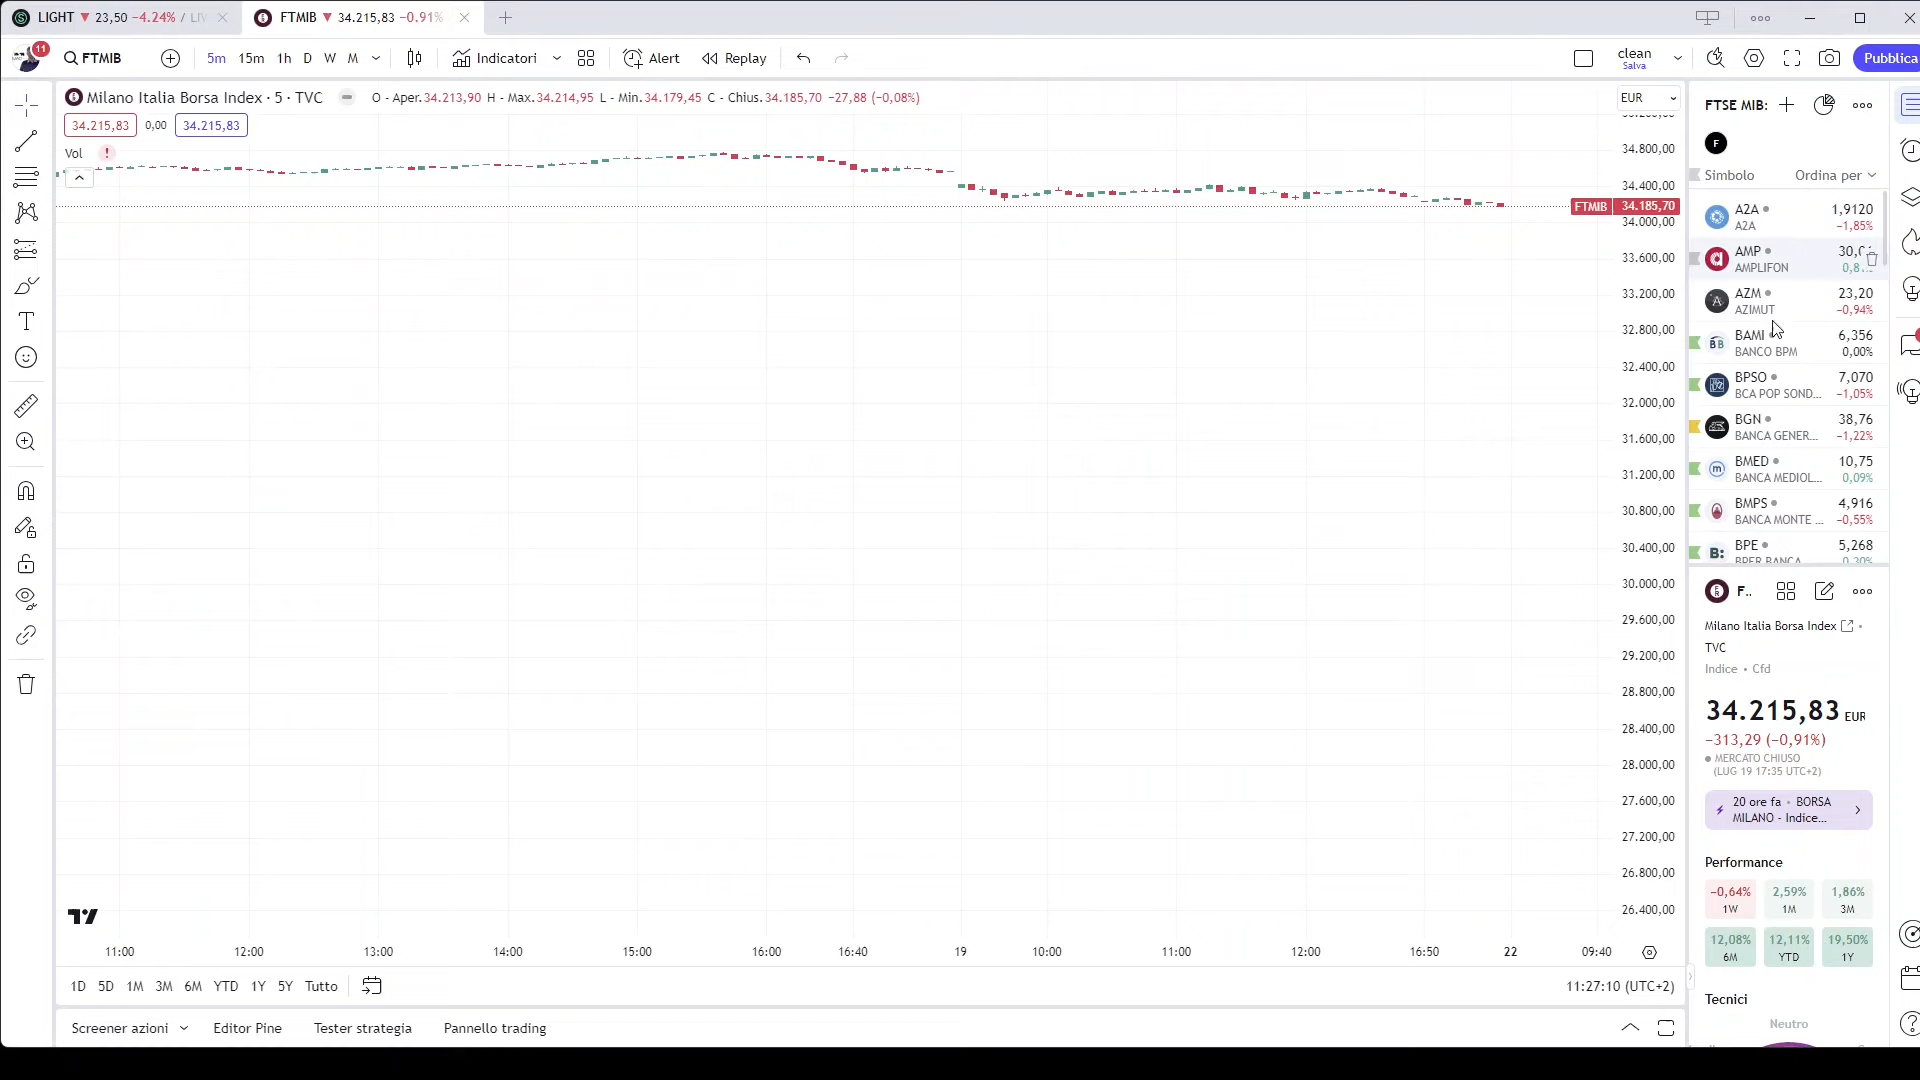 LIGHT ▼ 23,50 −4.24% / LIV
FTMIB ▼ 34.215,83 −0.91%
11
FTMIB
5m 15m 1h D W M
Indicatori
Alert
Replay
clean
Salva
Pubblica
Milano Italia Borsa Index · 5 · TVC
O - Aper.34.213,90 H - Max.34.214,95 L - Min.34.179,45 C - Chius.34.185,70 −27,88 (−0,08%)
34.215,83 0,00 34.215,83
Vol !
EUR
34.800,00
34.400,00
FTMIB 34.185,70
34.000,00
33.600,00
33.200,00
32.800,00
32.400,00
32.000,00
31.600,00
31.200,00
30.800,00
30.400,00
30.000,00
29.600,00
29.200,00
28.800,00
28.400,00
28.000,00
27.600,00
27.200,00
26.800,00
26.400,00
11:00 12:00 13:00 14:00 15:00 16:00 16:40 19 10:00 11:00 12:00 16:50 22 09:40
1D 5D 1M 3M 6M YTD 1Y 5Y Tutto
11:27:10 (UTC+2)
Screener azioni Editor Pine Tester strategia Pannello trading
FTSE MIB:
F
Simbolo Ordina per
A2A 1,9120
A2A −1,85%
AMP
AMPLIFON
AZM 23,20
AZIMUT −0,94%
BAMI 6,356
BANCO BPM 0,00%
BPSO 7,070
BCA POP SOND... −1,05%
BGN 38,76
BANCA GENER... −1,22%
BMED 10,75
BANCA MEDIOL... 0,09%
BMPS 4,916
BANCA MONTE ... −0,55%
BPE 5,268
BPER BANCA 0,30%
F..
Milano Italia Borsa Index
TVC
Indice • Cfd
34.215,83 EUR
−313,29 (−0,91%)
MERCATO CHIUSO
(LUG 19 17:35 UTC+2)
20 ore fa • BORSA
MILANO - Indice...
Performance
−0,64% 2,59% 1,86%
1W 1M 3M
12,08% 12,11% 19,50%
6M YTD 1Y
Tecnici
Neutro